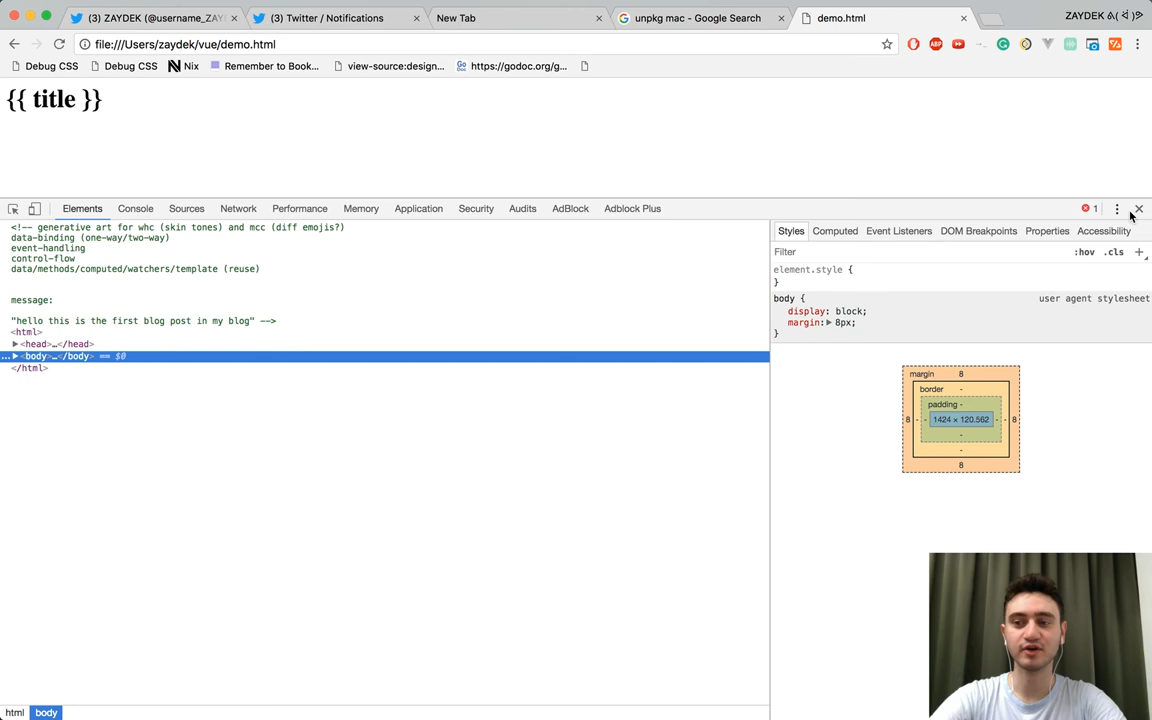 (3) ZAYDEK (@username_ZAY
(3) Twitter / Notifications
New Tab
unpkg mac - Google Search
demo.html
ZAYDEK
file:///Users/zaydek/vue/demo.html
Debug CSS
Debug CSS
Nix
Remember to Book...
view-source:design...
https://godoc.org/g...
{{ title }}
Elements
Console
Sources
Network
Performance
Memory
Application
Security
Audits
AdBlock
Adblock Plus
1
<!-- generative art for whc (skin tones) and mcc (diff emojis?)
data-binding (one-way/two-way)
event-handling
control-flow
data/methods/computed/watchers/template (reuse)
message:
"hello this is the first blog post in my blog" -->
<html>
<head>…</head>
<body>…</body> == $0
</html>
html
body
Styles
Computed
Event Listeners
DOM Breakpoints
Properties
Accessibility
Filter
:hov
.cls
element.style {
}
body {
user agent stylesheet
display: block;
margin: 8px;
}
margin
8
border
-
padding -
8
-
-
1424 × 120.562
-
-
8
-
-
8